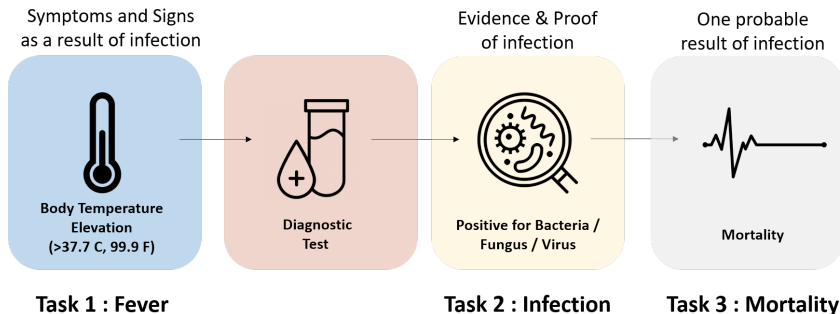 Symptoms and Signs
as a result of infection
Evidence & Proof
of infection
One probable
result of infection
Body Temperature
Elevation
(>37.7 C, 99.9 F)
Diagnostic
Test
Positive for Bacteria /
Fungus / Virus
Mortality
Task 1 : Fever
Task 2 : Infection
Task 3 : Mortality